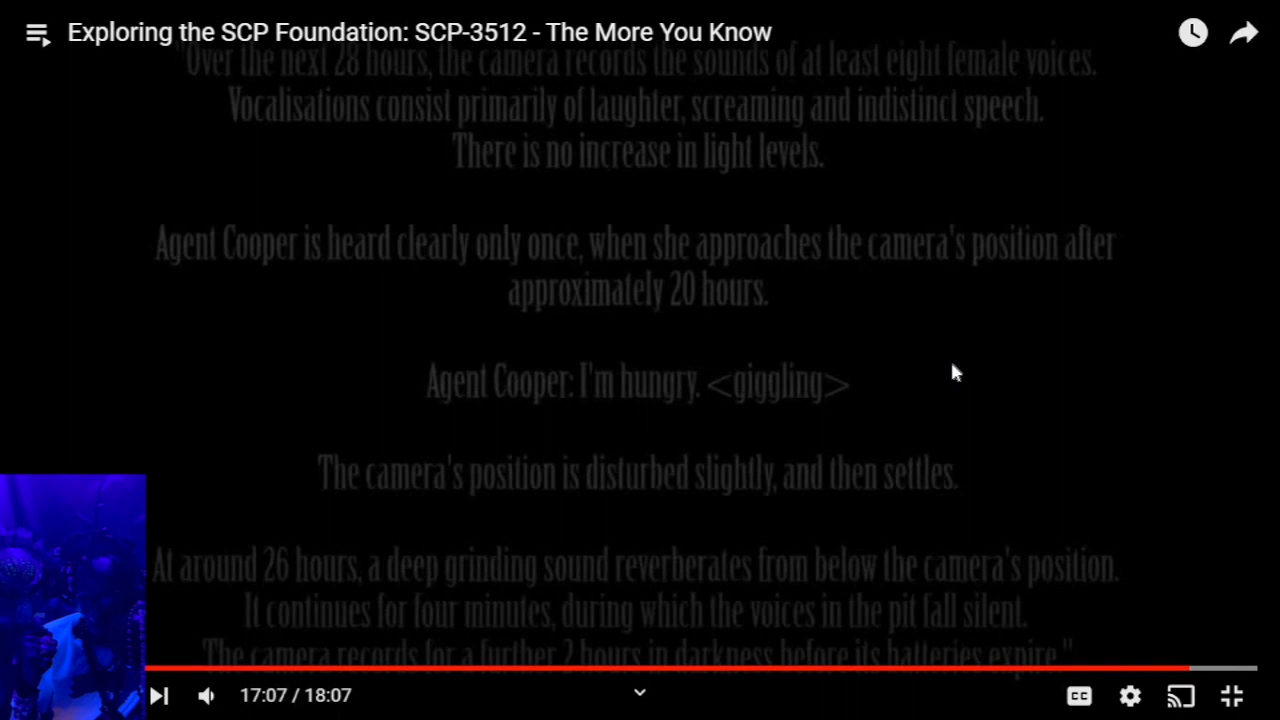 Exploring the SCP Foundation: SCP-3512 - The More You Know
"Over the next 28 hours, the camera records the sounds of at least eight female voices.
Vocalisations consist primarily of laughter, screaming and indistinct speech.
There is no increase in light levels.
Agent Cooper is heard clearly only once, when she approaches the camera's position after
approximately 20 hours.
Agent Cooper: I'm hungry. <giggling>
The camera's position is disturbed slightly, and then settles.
At around 26 hours, a deep grinding sound reverberates from below the camera's position.
It continues for four minutes, during which the voices in the pit fall silent.
The camera records for a further 2 hours in darkness before its batteries expire."
17:07 / 18:07
CC